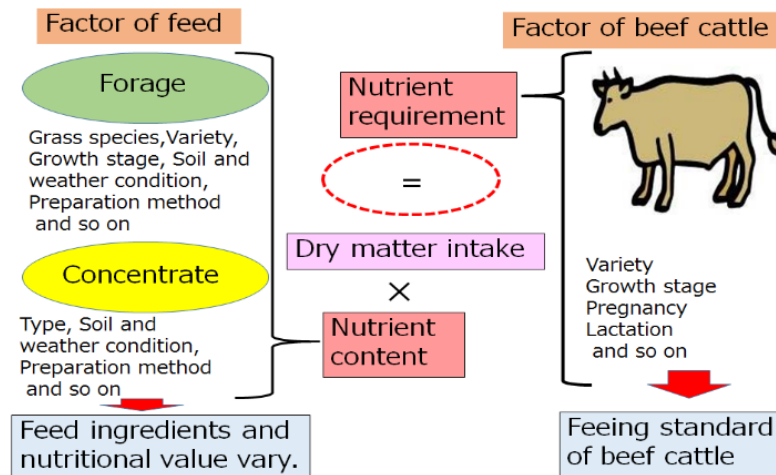 Factor of feed
Forage
Grass species,Variety,
Growth stage, Soil and
weather condition,
Preparation method
and so on
Concentrate
Type, Soil and
weather condition,
Preparation method
and so on
Feed ingredients and
nutritional value vary.
Nutrient
requirement
=
Dry matter intake
×
Nutrient
content
Factor of beef cattle
Variety
Growth stage
Pregnancy
Lactation
and so on
Feeing standard
of beef cattle